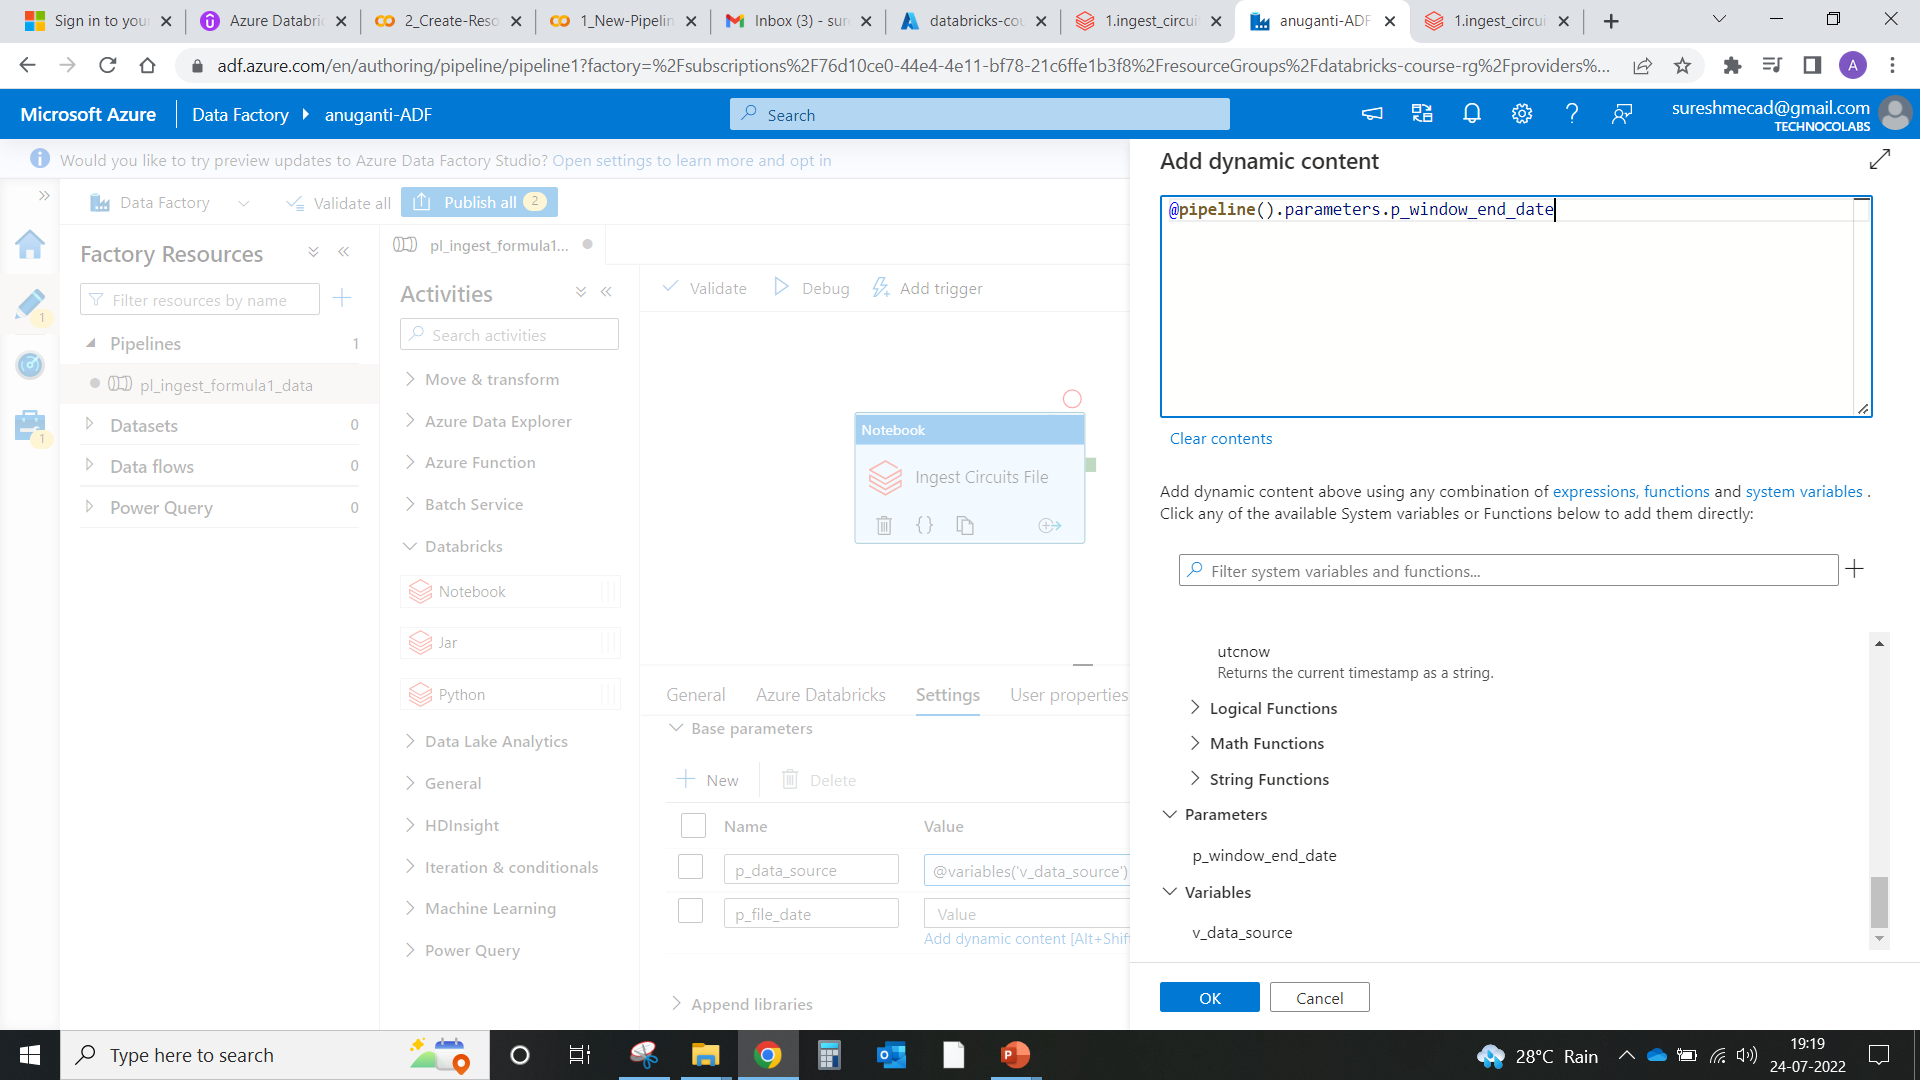 Sign in to your
Azure Databric
2_Create-Reso
1_New-Pipelin
Inbox (3) - sur
databricks-cou
1.ingest_circui
anuganti-ADF
1.ingest_circui
adf.azure.com/en/authoring/pipeline/pipeline1?factory=%2Fsubscriptions%2F76d10ce0-44e4-4e11-bf78-21c6ffe1b3f8%2FresourceGroups%2Fdatabricks-course-rg%2Fproviders%...
A
Microsoft Azure
Data Factory
anuganti-ADF
Search
sureshmecad@gmail.com
TECHNOCOLABS
Would you like to try preview updates to Azure Data Factory Studio? Open settings to learn more and opt in
Data Factory
Validate all
Publish all 2
Factory Resources
Filter resources by name
Pipelines 1
pl_ingest_formula1_data
Datasets 0
Data flows 0
Power Query 0
1
1
pl_ingest_formula1...
Activities
Search activities
Move & transform
Azure Data Explorer
Azure Function
Batch Service
Databricks
Notebook
Jar
Python
Data Lake Analytics
General
HDInsight
Iteration & conditionals
Machine Learning
Power Query
Validate
Debug
Add trigger
Notebook
Ingest Circuits File
General
Azure Databricks
Settings
User properties
Base parameters
New
Delete
Name
Value
p_data_source
@variables('v_data_source')
p_file_date
Value
Add dynamic content [Alt+Shif
Append libraries
Add dynamic content
@pipeline().parameters.p_window_end_date
Clear contents
Add dynamic content above using any combination of expressions, functions and system variables .
Click any of the available System variables or Functions below to add them directly:
Filter system variables and functions...
utcnow
Returns the current timestamp as a string.
Logical Functions
Math Functions
String Functions
Parameters
p_window_end_date
Variables
v_data_source
OK
Cancel
Type here to search
28°C Rain
19:19
24-07-2022